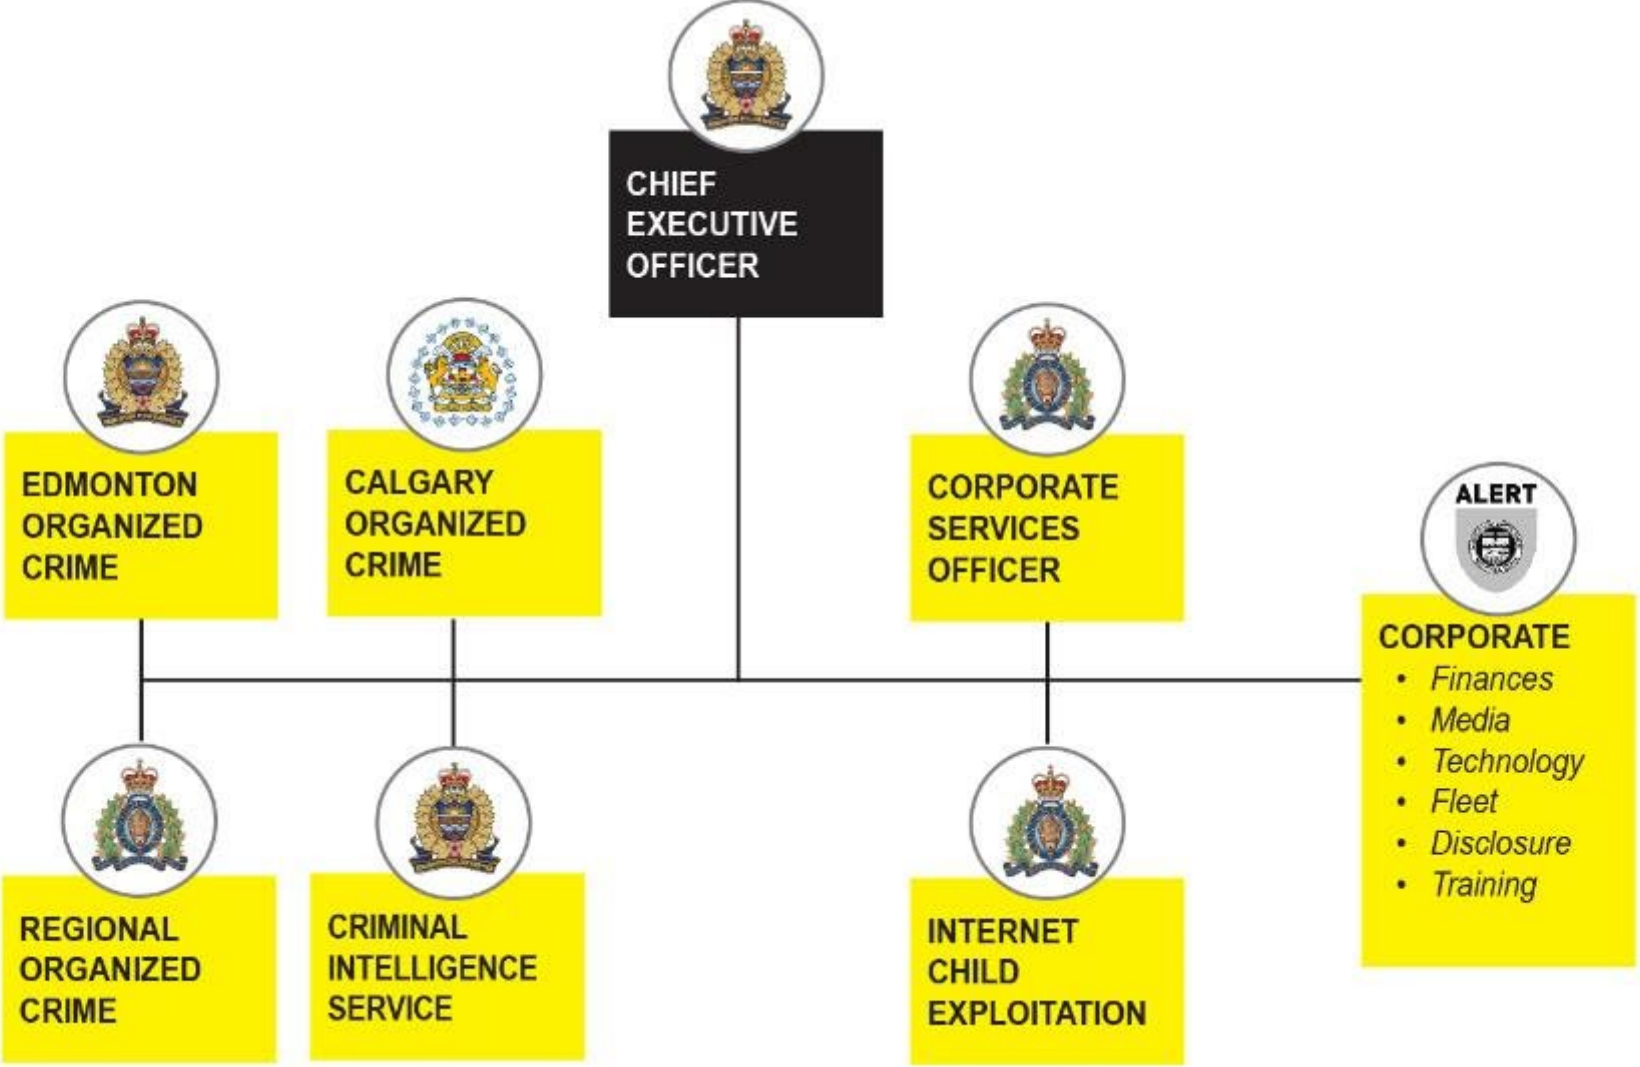 CHIEF
EXECUTIVE
OFFICER
EDMONTON
ORGANIZED
CRIME
CALGARY
ORGANIZED
CRIME
CORPORATE
SERVICES
OFFICER
ALERT
CORPORATE
• Finances
• Media
• Technology
• Fleet
• Disclosure
• Training
REGIONAL
ORGANIZED
CRIME
CRIMINAL
INTELLIGENCE
SERVICE
INTERNET
CHILD
EXPLOITATION